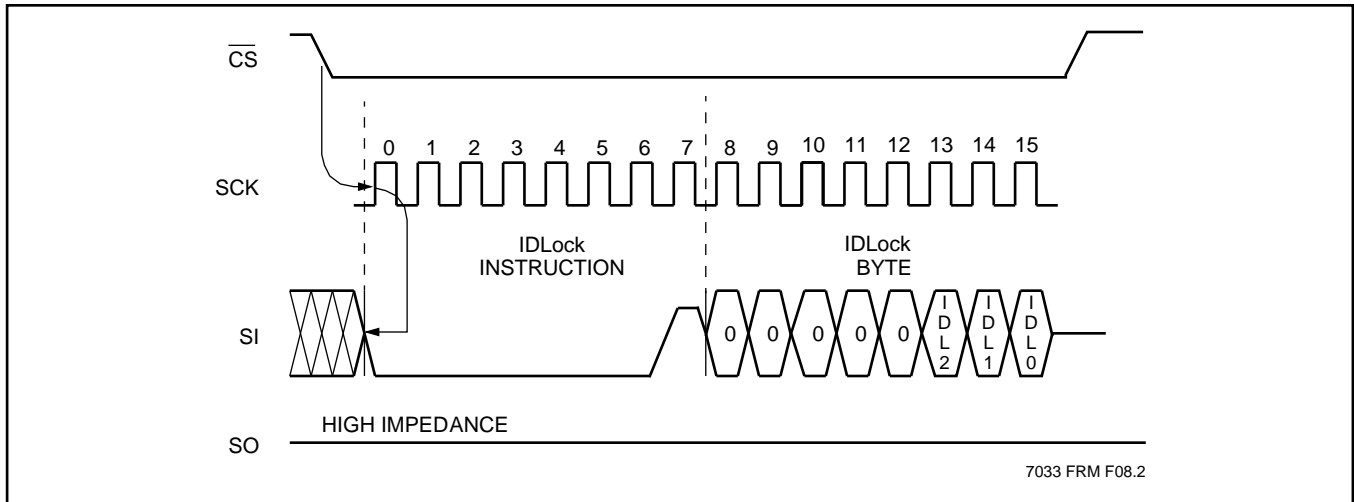 CS
0 1 2 3 4 5 6 7 8 9 10 11 12 13 14 15
SCK
IDLock
INSTRUCTION
IDLock
BYTE
SI
0 0 0 0 0 IDL2 IDL1 IDL0
HIGH IMPEDANCE
SO
7033 FRM F08.2